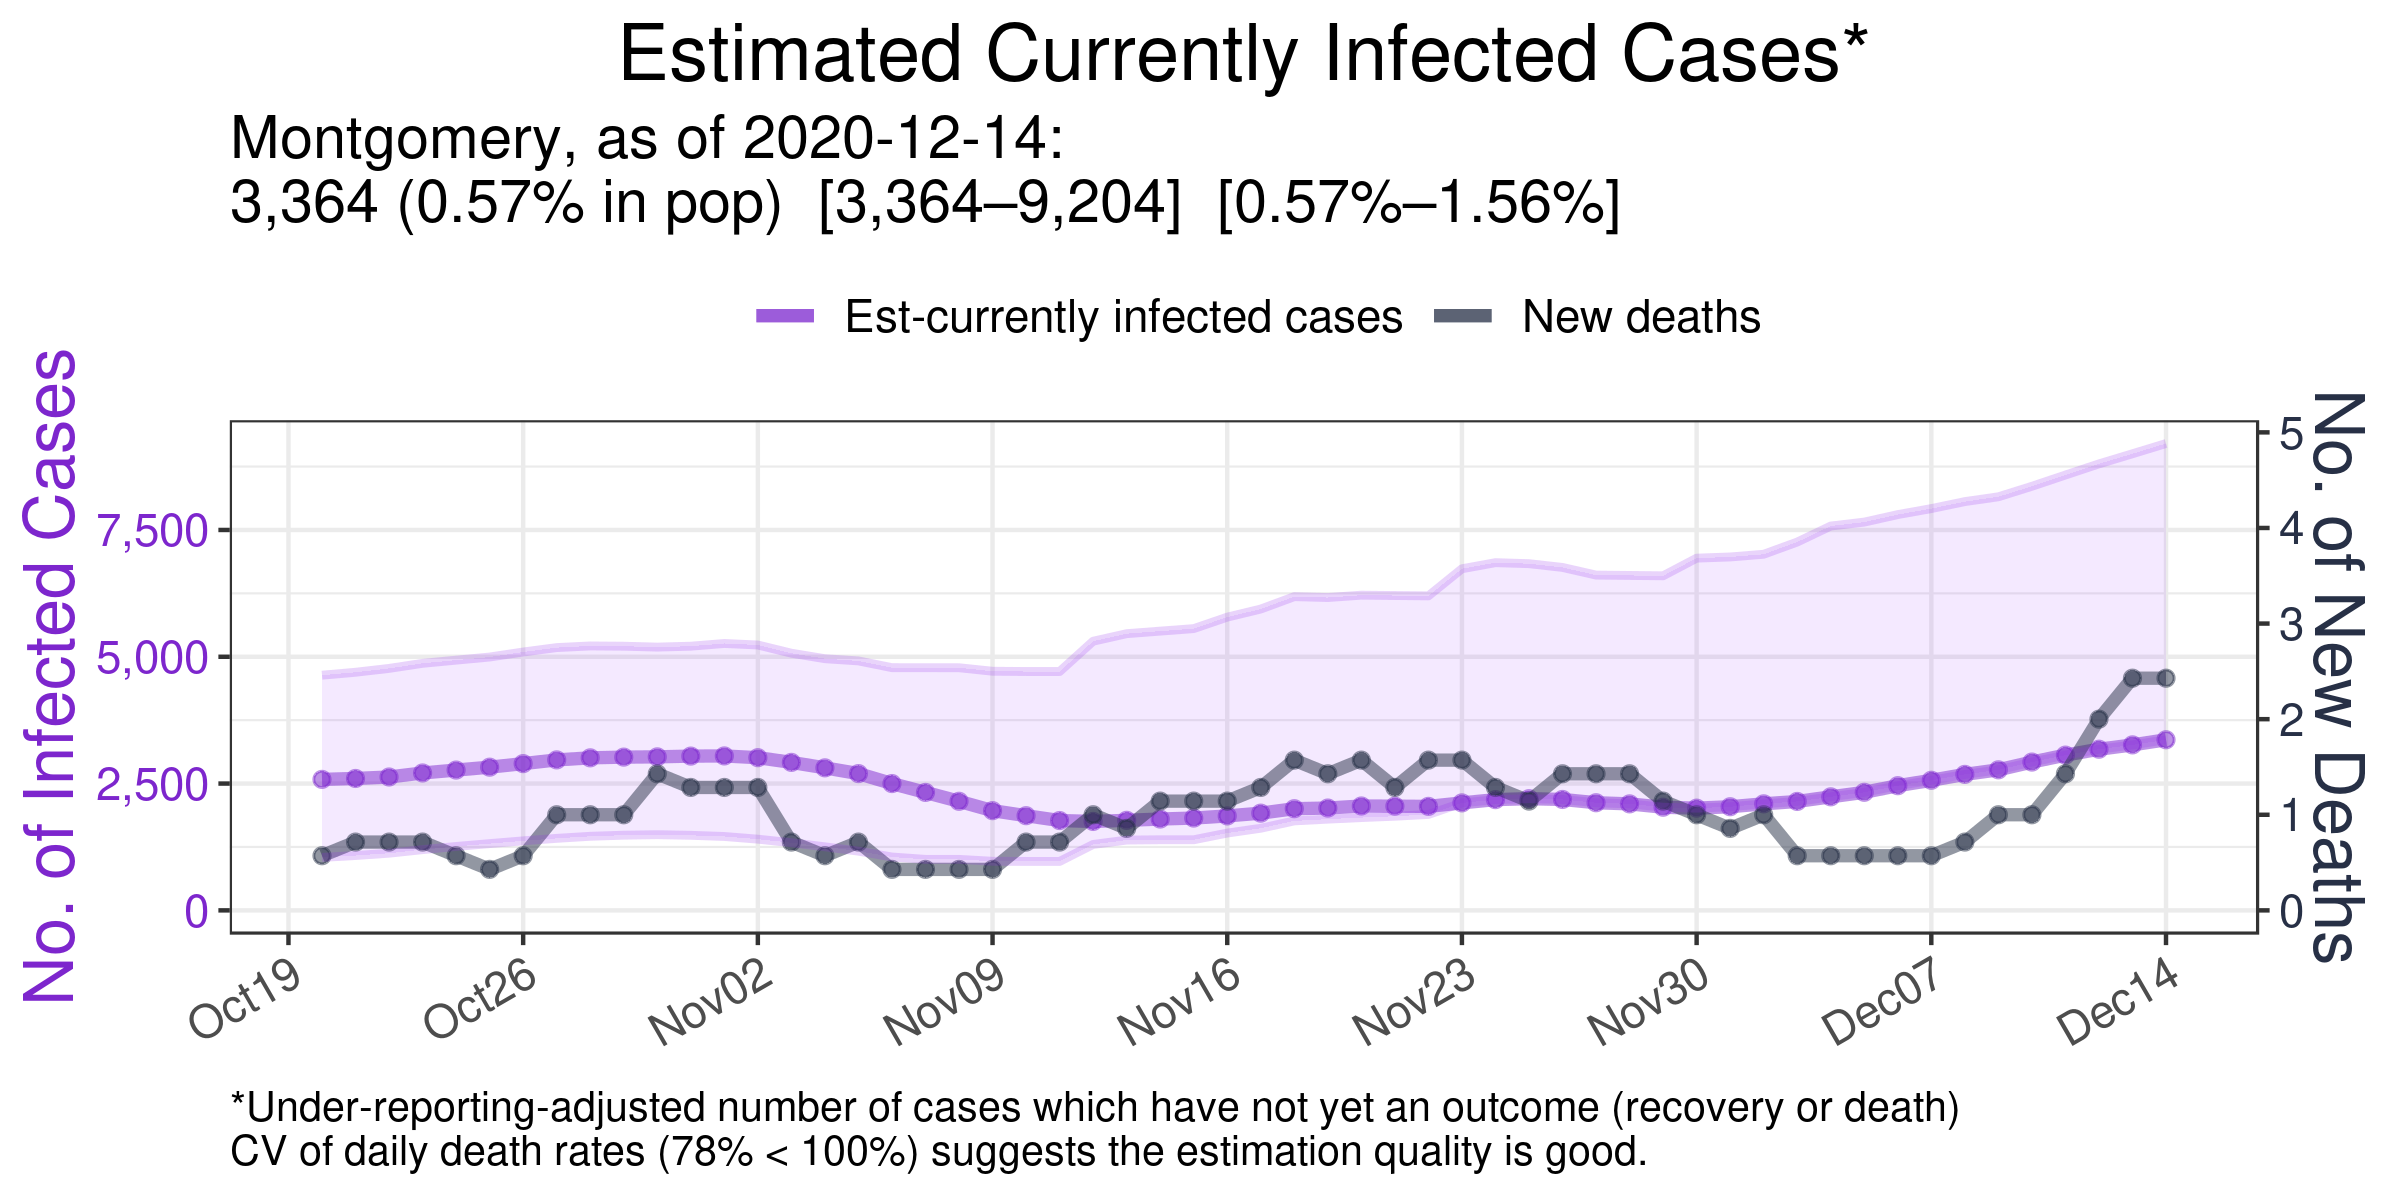 Estimated Currently Infected Cases*
Montgomery, as of 2020-12-14:
3,364 (0.57% in pop)  [3,364–9,204]  [0.57%–1.56%]
Est-currently infected cases
New deaths
No. of Infected Cases
7,500
5,000
2,500
0
No. of New Deaths
5
4
3
2
1
0
Oct19
Oct26
Nov02
Nov09
Nov16
Nov23
Nov30
Dec07
Dec14
*Under-reporting-adjusted number of cases which have not yet an outcome (recovery or death)
CV of daily death rates (78% < 100%) suggests the estimation quality is good.